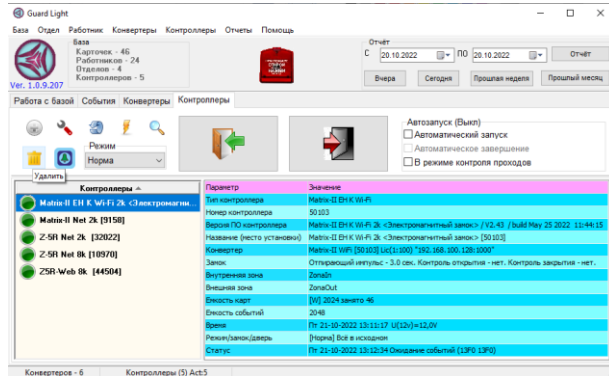 Guard Light
База Отдел Работник Конвертеры Контроллеры Отчеты Помощь
База
Карточек - 46
Работников - 24
Отделов - 4
Контроллеров - 5
Ver. 1.0.9.207
Отчёт
С 20.10.2022 ПО 20.10.2022 Отчёт
Вчера Сегодня Прошлая неделя Прошлый месяц
Работа с базой События Конвертеры Контроллеры
Режим
Норма
Удалить
Автозапуск (Выкл)
Автоматический запуск
Автоматическое завершение
В режиме контроля проходов
Контроллеры
Matrix-II EH K Wi-Fi 2k <Электромагни...
Matrix-II Net 2k [9158]
Z-5R Net 2k [32022]
Z-5R Net 8k [10970]
Z5R-Web 8k [44504]
Параметр Значение
Тип контроллера Matrix-II EH K Wi-Fi
Номер контроллера 50103
Версия ПО контроллера Matrix-II EH K Wi-Fi 2k <Электромагнитный занок> / V2.43 / build May 25 2022 11:44:15
Название (место установки) Matrix-II EH K Wi-Fi 2k <Электромагнитный занок> [50103]
Конвертер Matrix-II WiFi [50103] Lic(1:100) "192.168.100.128:1000"
Замок Отпирающий импульс - 3.0 сек. Контроль открытия - нет. Контроль закрытия - нет.
Внутренняя зона ZonaIn
Внешняя зона ZonaOut
Емкость карт [W] 2024 занято 46
Емкость событий 2048
Время Пт 21-10-2022 13:11:17 U(12v)=12,0V
Режим/замок/дверь [Норма] Всё в исходном
Статус Пт 21-10-2022 13:12:34 Ожидание событий (13F0 13F0)
Конвертеров - 6 Контроллеры (5) Act:5